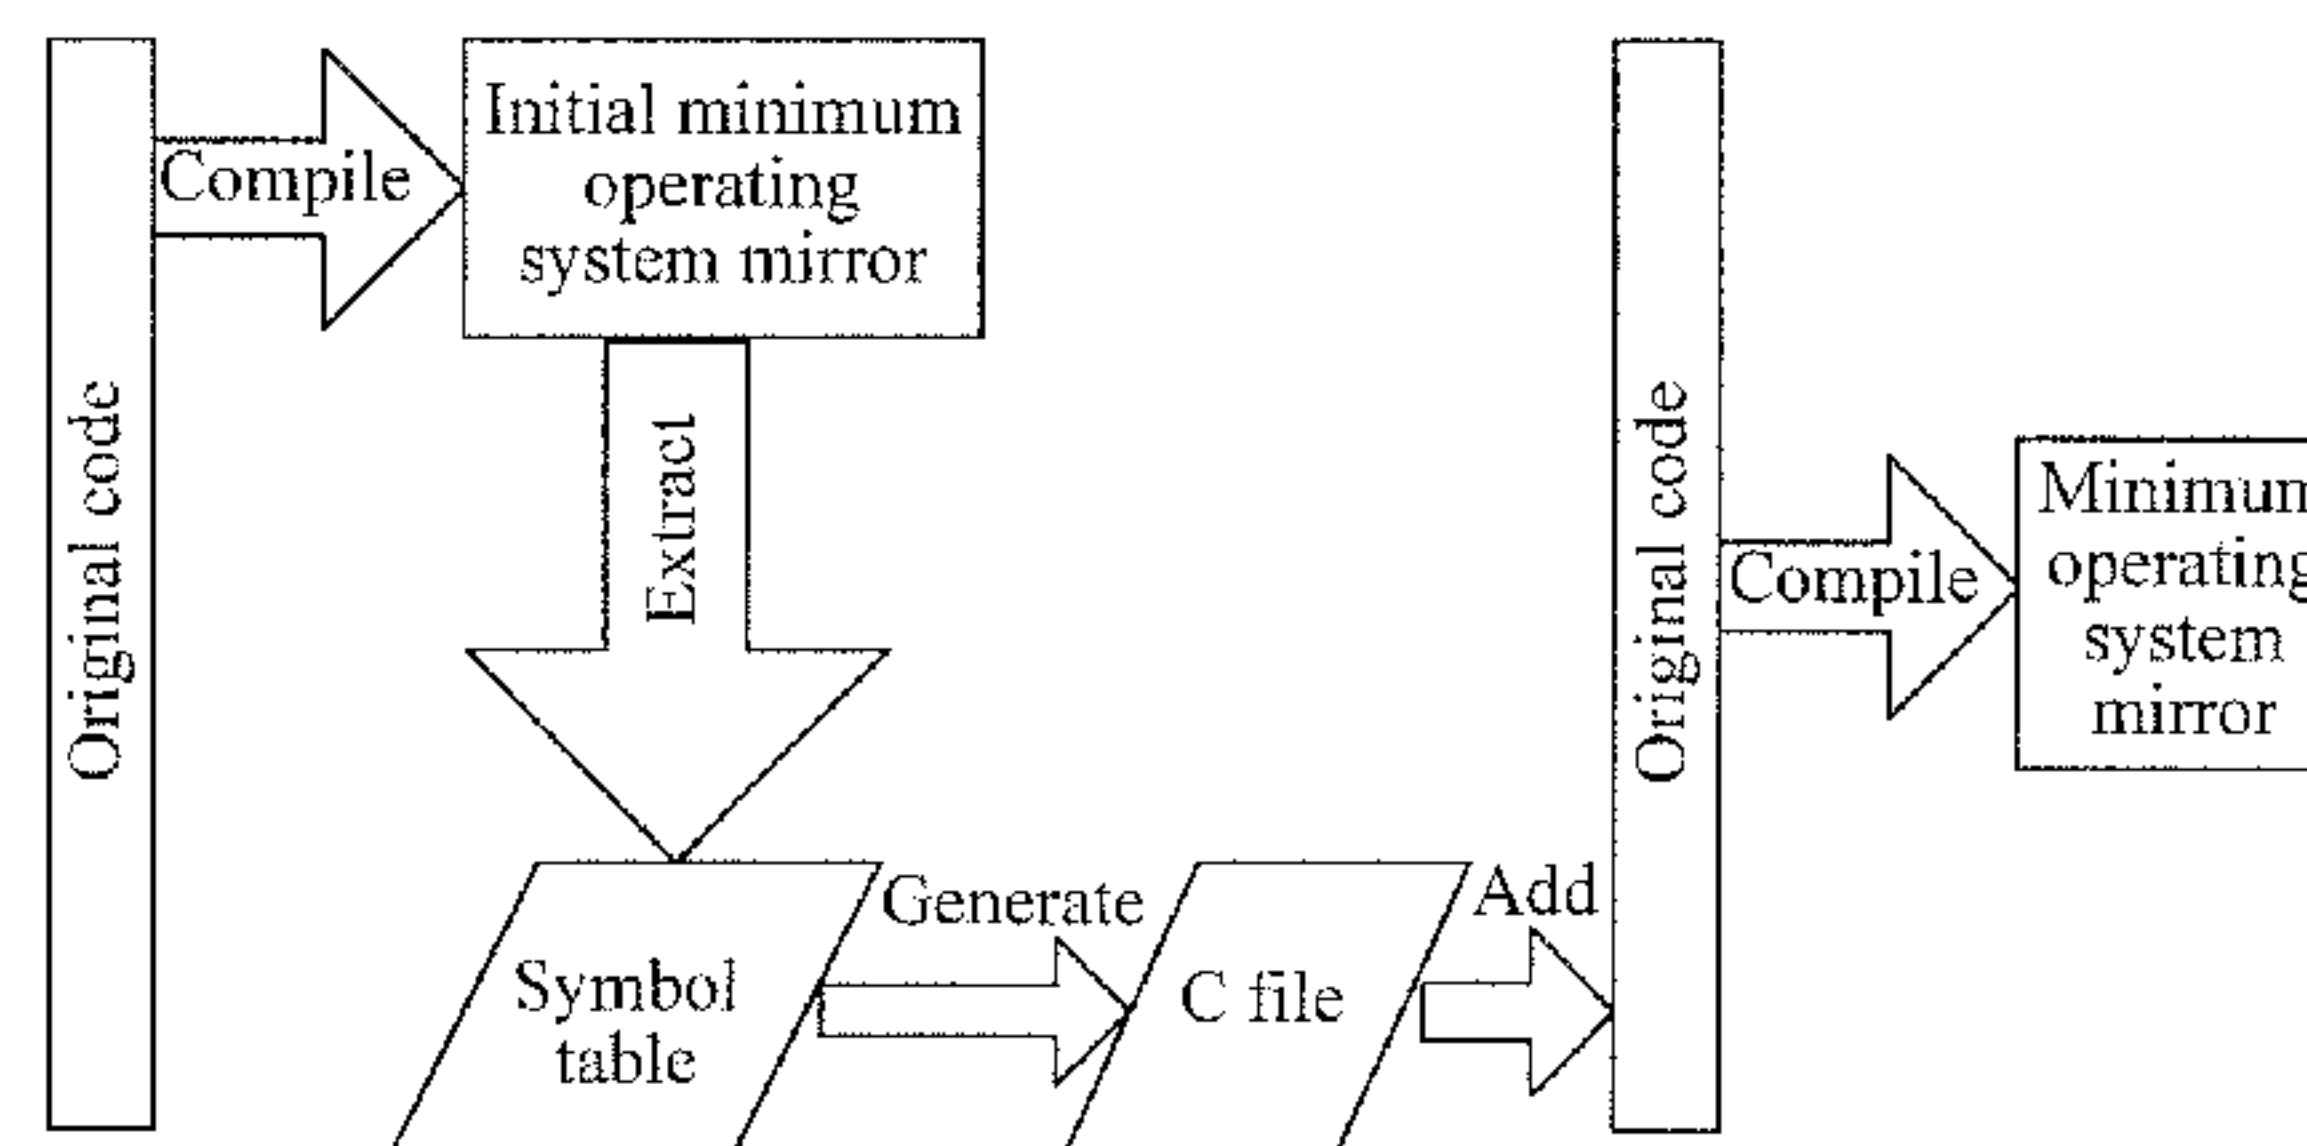 Original code
Compile
Initial minimum
operating
system mirror
Extract
Symbol
table
Generate
C file
Add
Original code
Compile
Minimum
operating
system
mirror